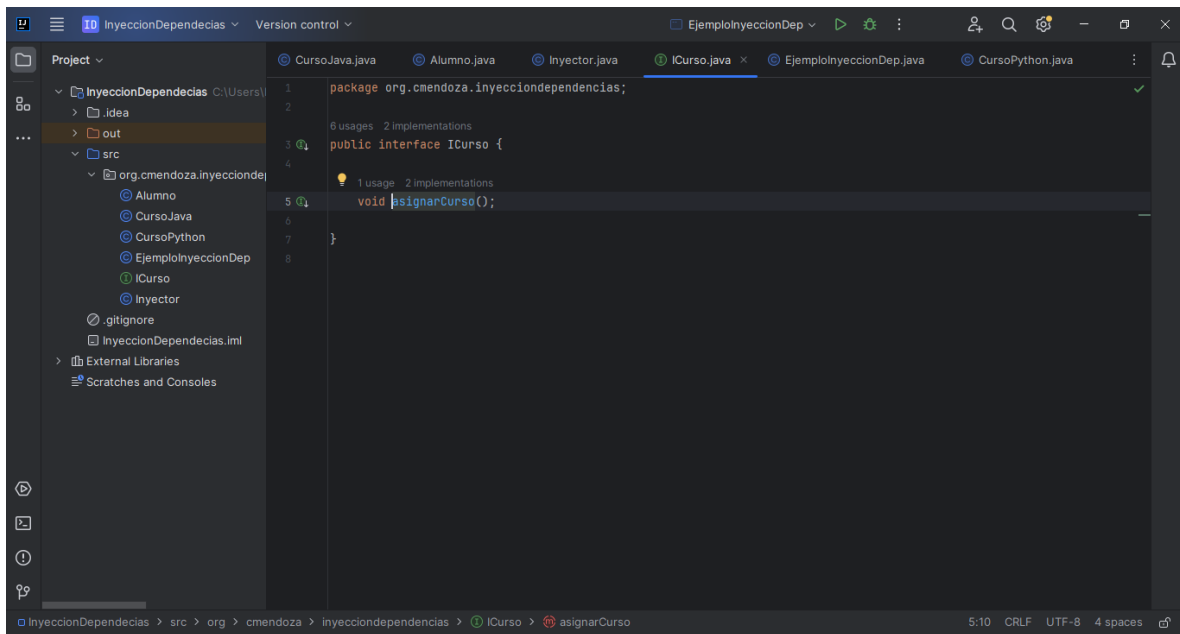 ID InyeccionDependecias Version control EjemploInyeccionDep
Project
CursoJava.java Alumno.java Inyector.java ICurso.java EjemploInyeccionDep.java CursoPython.java
InyeccionDependecias C:\Users\
.idea
out
src
org.cmendoza.inyeccionde
Alumno
CursoJava
CursoPython
EjemploInyeccionDep
ICurso
Inyector
.gitignore
InyeccionDependecias.iml
External Libraries
Scratches and Consoles
1 package org.cmendoza.inyecciondependencias;
2
6 usages 2 implementations
3 public interface ICurso {
4
1 usage 2 implementations
5 void asignarCurso();
6
7 }
8
InyeccionDependecias > src > org > cmendoza > inyecciondependencias > ICurso > asignarCurso 5:10 CRLF UTF-8 4 spaces